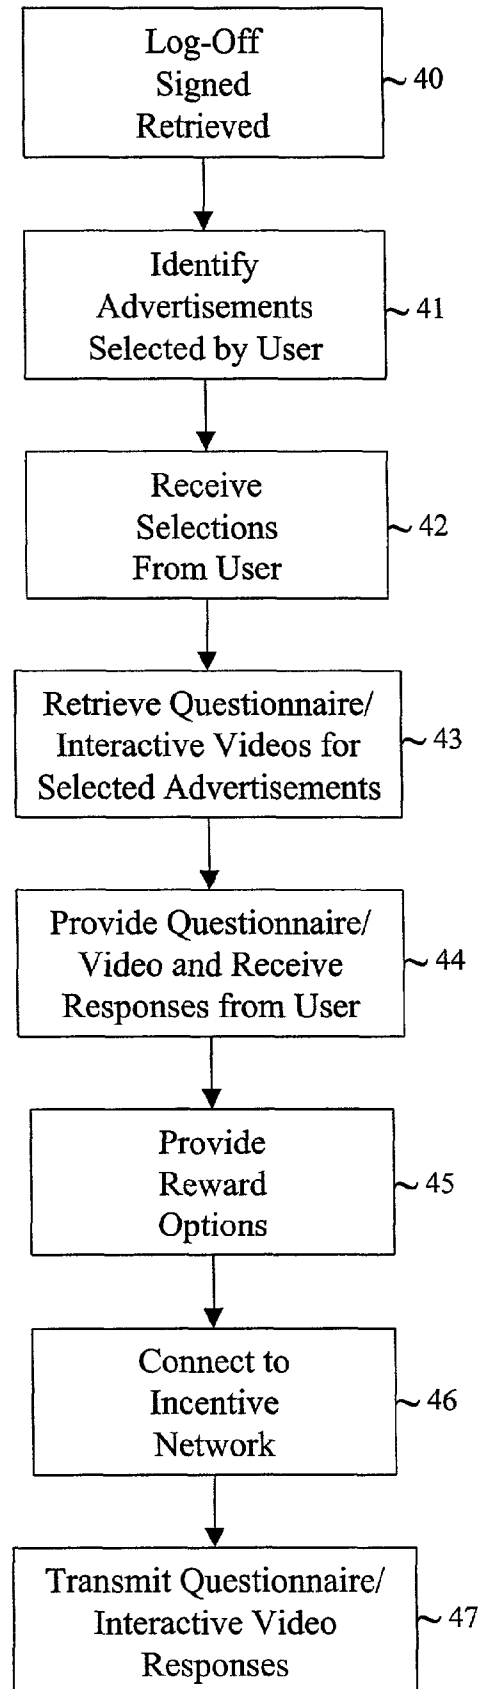 Log-Off
Signed
Retrieved
40
Identify
Advertisements
Selected by User
41
Receive
Selections
From User
42
Retrieve Questionnaire/
Interactive Videos for
Selected Advertisements
43
Provide Questionnaire/
Video and Receive
Responses from User
44
Provide
Reward
Options
45
Connect to
Incentive
Network
46
Transmit Questionnaire/
Interactive Video
Responses
47